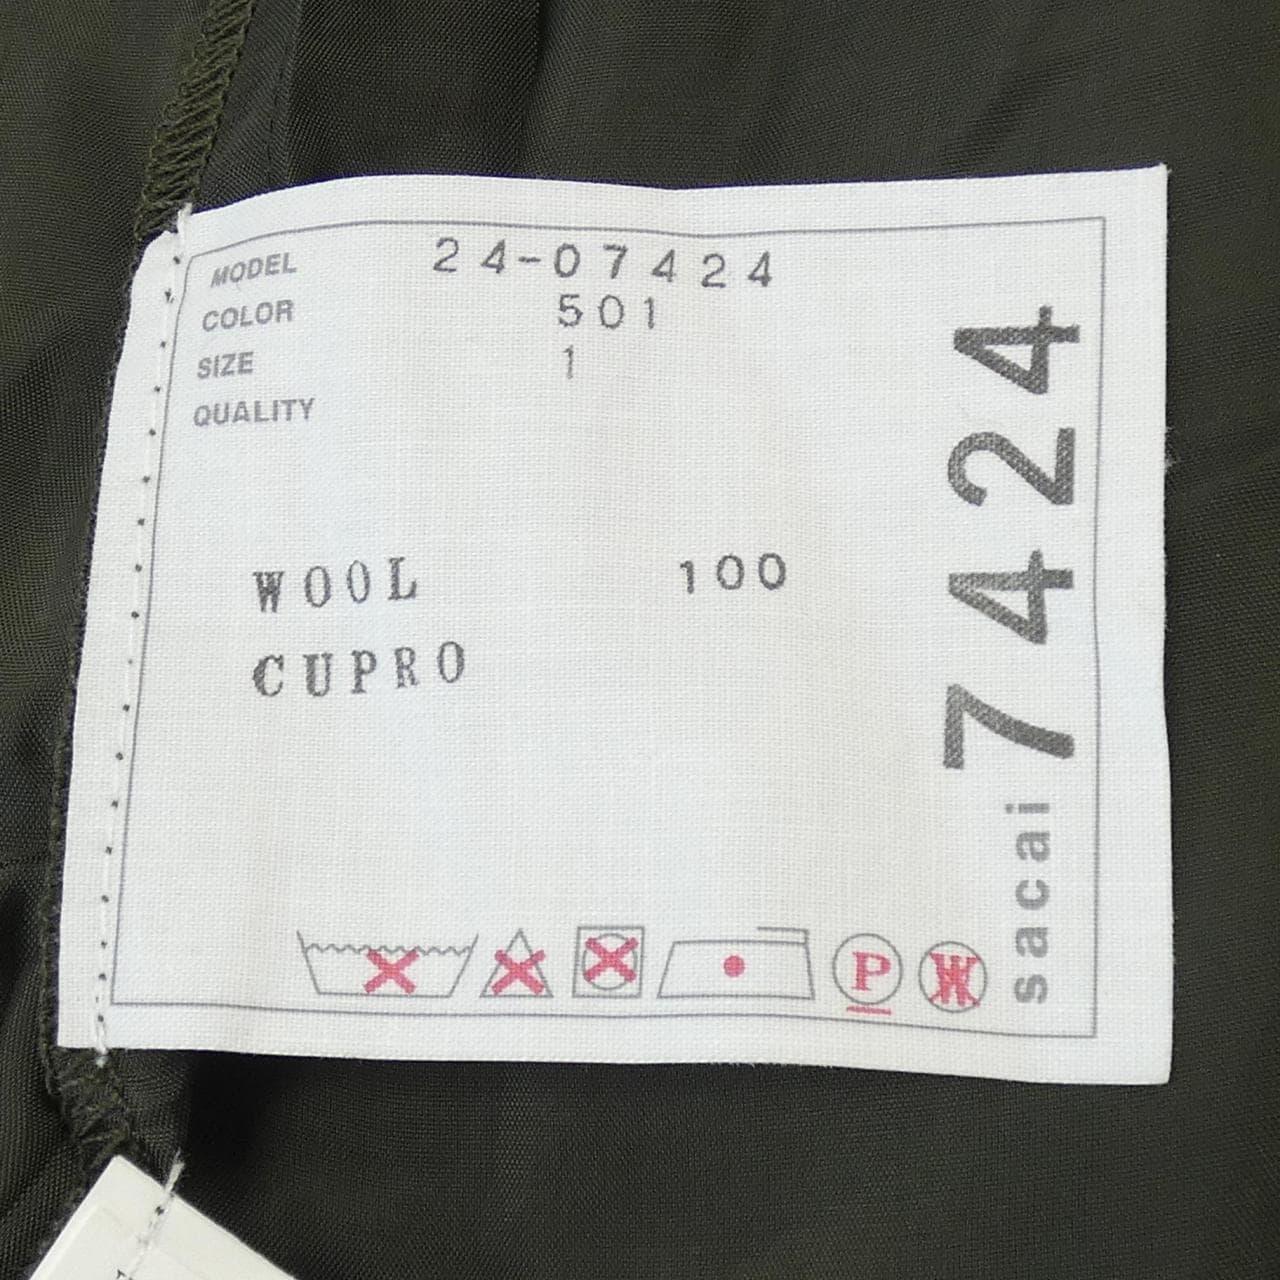 MODEL 24-07424
COLOR 501
SIZE 1
QUALITY
WOOL 100
CUPRO
P
W
sacai 7424